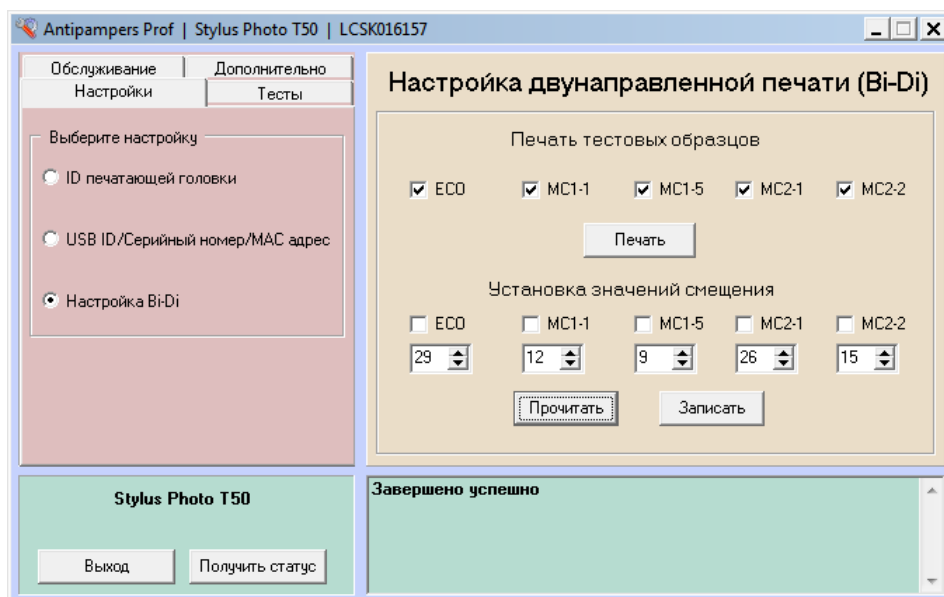 Antipampers Prof | Stylus Photo T50 | LCSK016157
Обслуживание Дополнительно
Настройки Тесты
Выберите настройку
ID печатающей головки
USB ID/Серийный номер/MAC адрес
Настройка Bi-Di
Настройка двунаправленной печати (Bi-Di)
Печать тестовых образцов
ECO MC1-1 MC1-5 MC2-1 MC2-2
Печать
Установка значений смещения
ECO MC1-1 MC1-5 MC2-1 MC2-2
29 12 9 26 15
Прочитать Записать
Stylus Photo T50
Выход Получить статус
Завершено успешно